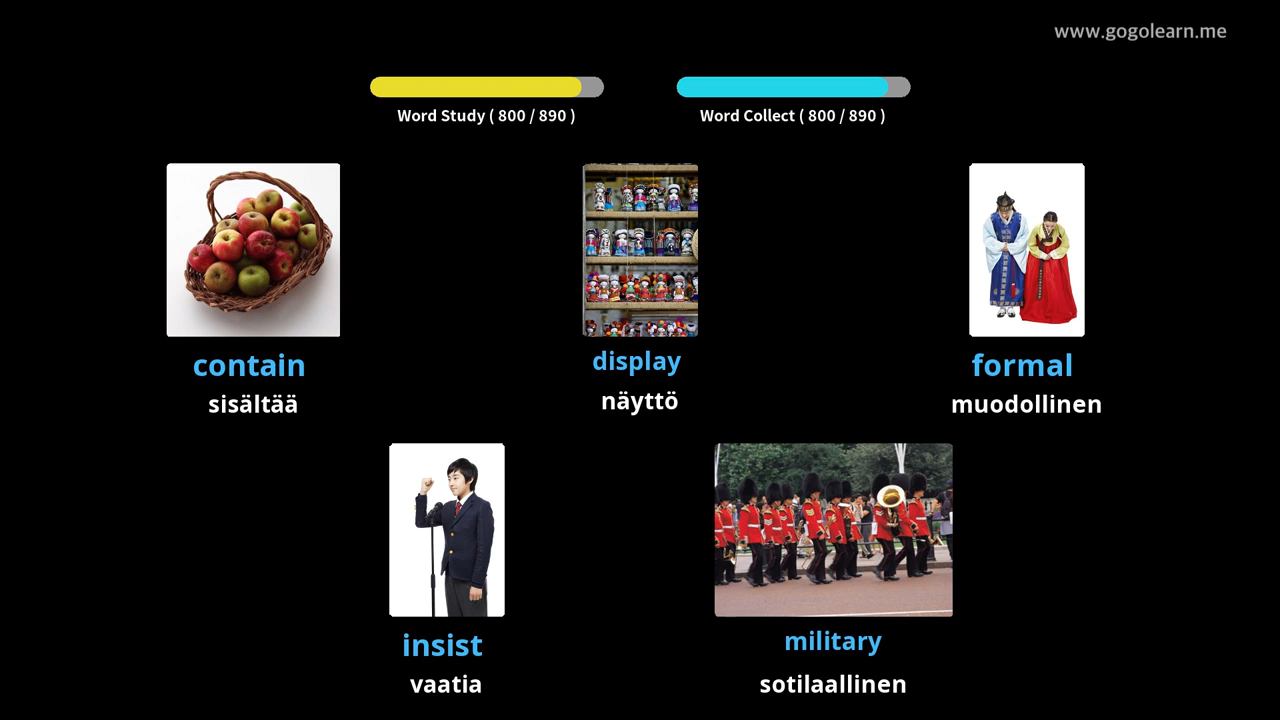 www.gogolearn.me
Word Study ( 800 / 890 )
Word Collect ( 800 / 890 )
contain
sisältää
display
näyttö
formal
muodollinen
insist
vaatia
military
sotilaallinen